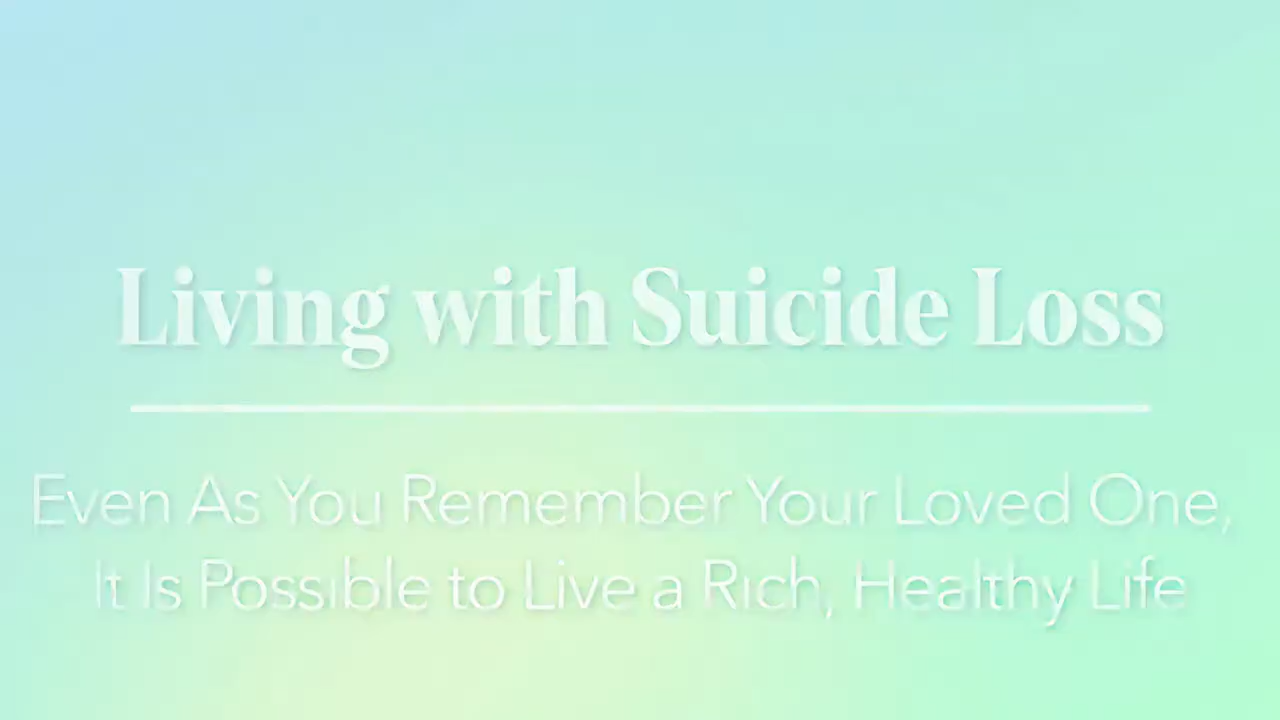 Living with Suicide Loss
Even As You Remember Your Loved One,
It Is Possible to Live a Rich, Healthy Life